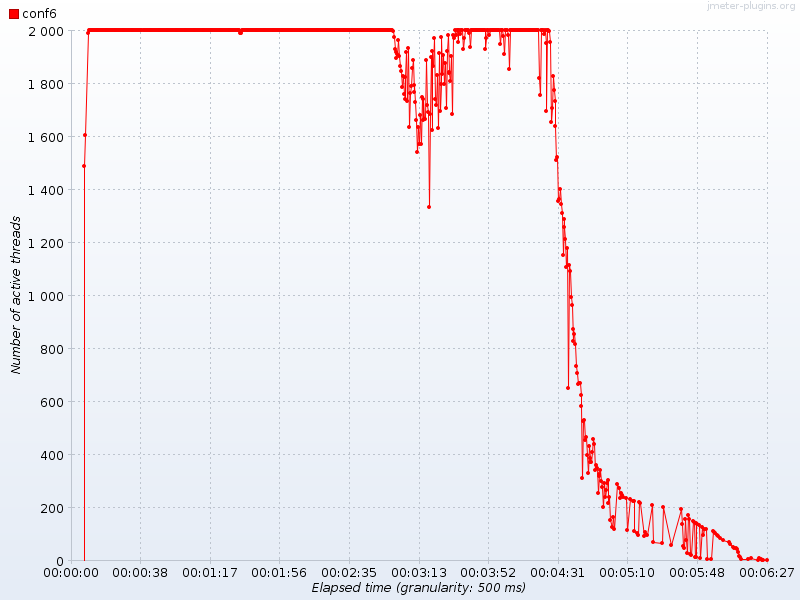 jmeter-plugins.org
conf6
2 000
1 800
1 600
1 400
1 200
1 000
800
600
400
200
0
Number of active threads
00:00:00 00:00:38 00:01:17 00:01:56 00:02:35 00:03:13 00:03:52 00:04:31 00:05:10 00:05:48 00:06:27
Elapsed time (granularity: 500 ms)